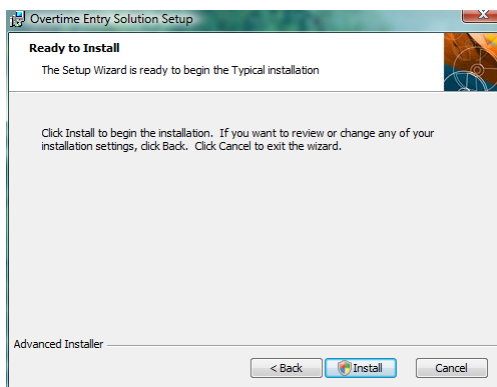 Overtime Entry Solution Setup
Ready to Install
The Setup Wizard is ready to begin the Typical installation
Click Install to begin the installation. If you want to review or change any of your
installation settings, click Back. Click Cancel to exit the wizard.
Advanced Installer
< Back Install Cancel